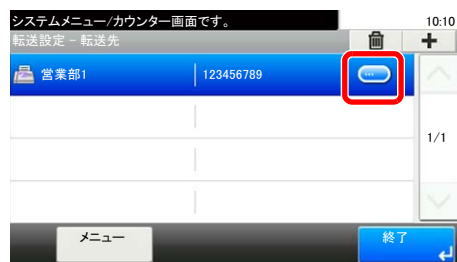 システムメニュー/カウンター画面です。 10:10
転送設定 - 転送先
営業部1 123456789
1/1
メニュー 終了